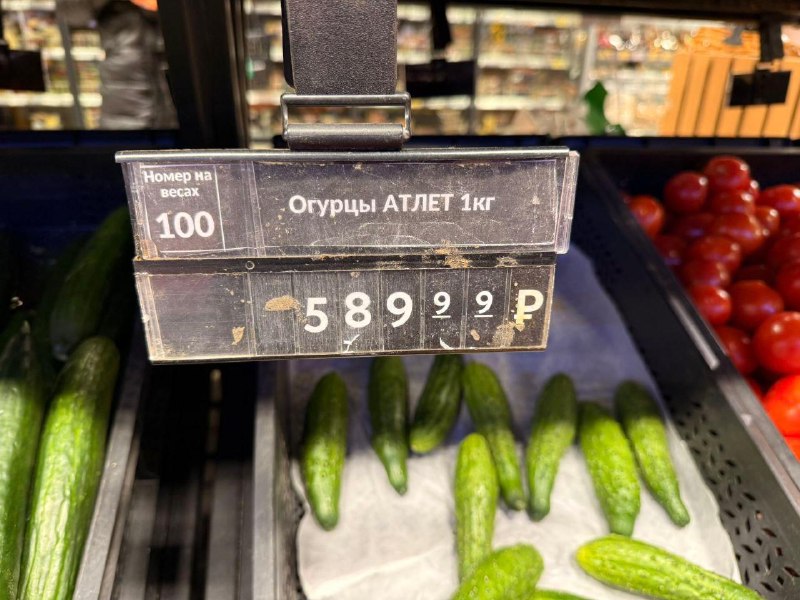 Номер на
весах
100
Огурцы АТЛЕТ 1кг
589 99 ₽